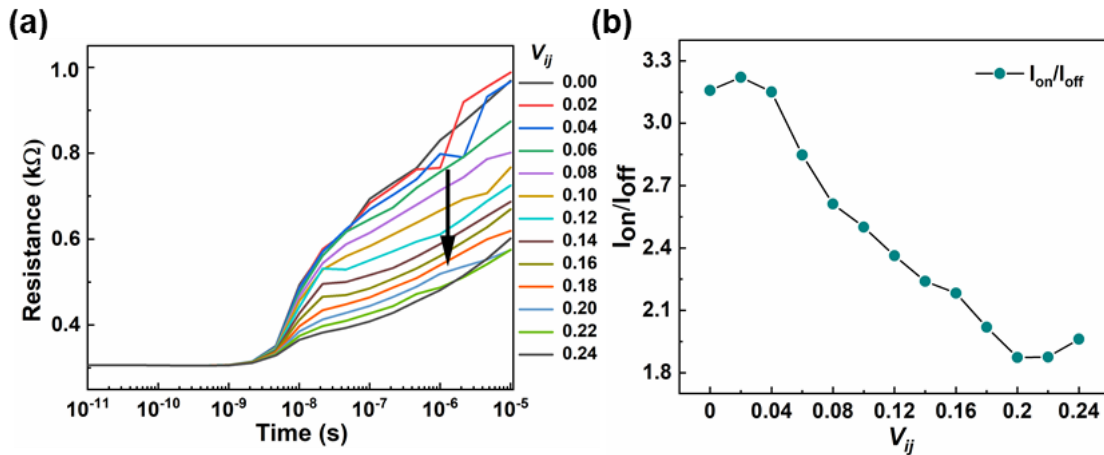 (a)
Resistance (kΩ)
1.0
0.8
0.6
0.4
10⁻¹¹ 10⁻¹⁰ 10⁻⁹ 10⁻⁸ 10⁻⁷ 10⁻⁶ 10⁻⁵
Time (s)
Vij
0.00
0.02
0.04
0.06
0.08
0.10
0.12
0.14
0.16
0.18
0.20
0.22
0.24
(b)
Ion/Ioff
3.3
3.0
2.7
2.4
2.1
1.8
0 0.04 0.08 0.12 0.16 0.2 0.24
Vij
Ion/Ioff